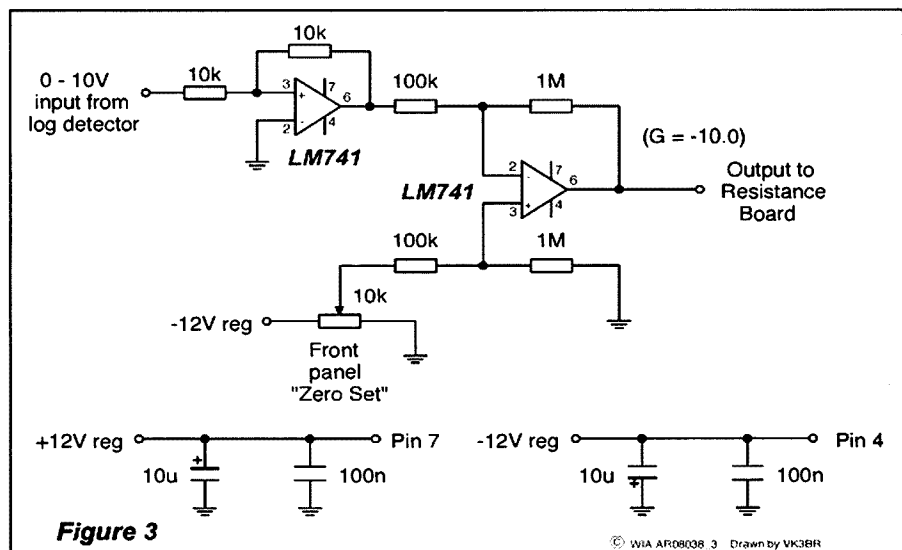 10k
10k
0 - 10V
input from
log detector
3
+
7
6
2
-
4
LM741
100k
1M
(G = -10.0)
2
-
7
6
3
+
4
LM741
Output to
Resistance
Board
100k
1M
10k
-12V reg
Front
panel
"Zero Set"
+12V reg
Pin 7
+
10u
100n
-12V reg
Pin 4
10u
+
100n
Figure 3
© WIA AR08038_3 Drawn by VK3BR